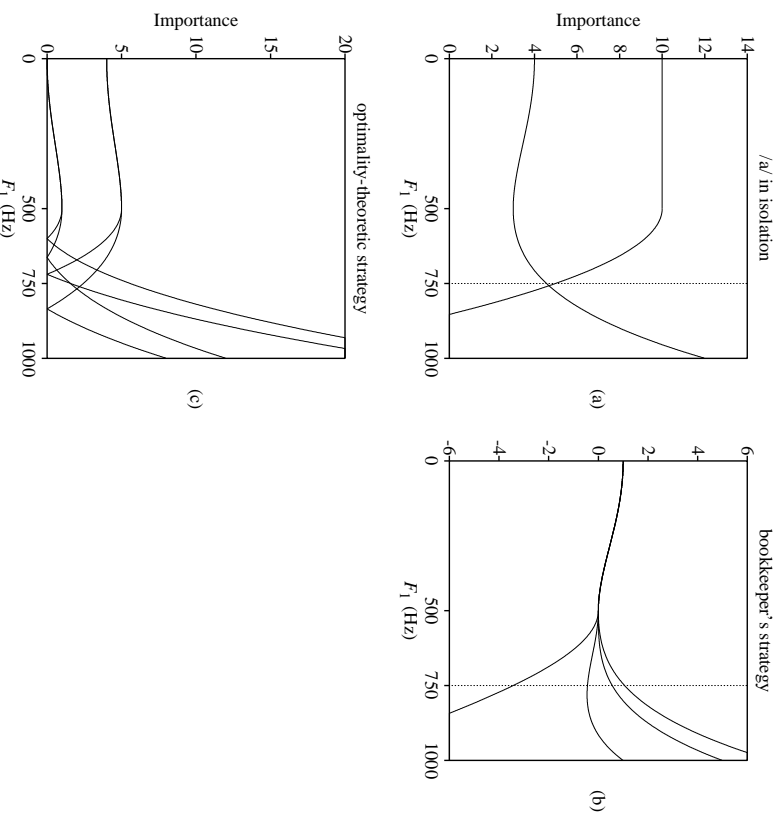 /a/ in isolation
Importance
14
12
10
8
6
4
2
0
0 500 750 1000
F1 (Hz)
(a)
bookkeeper's strategy
6
4
2
0
-2
-4
-6
0 500 750 1000
F1 (Hz)
(b)
optimality-theoretic strategy
Importance
20
15
10
5
0
0 500 750 1000
F1 (Hz)
(c)